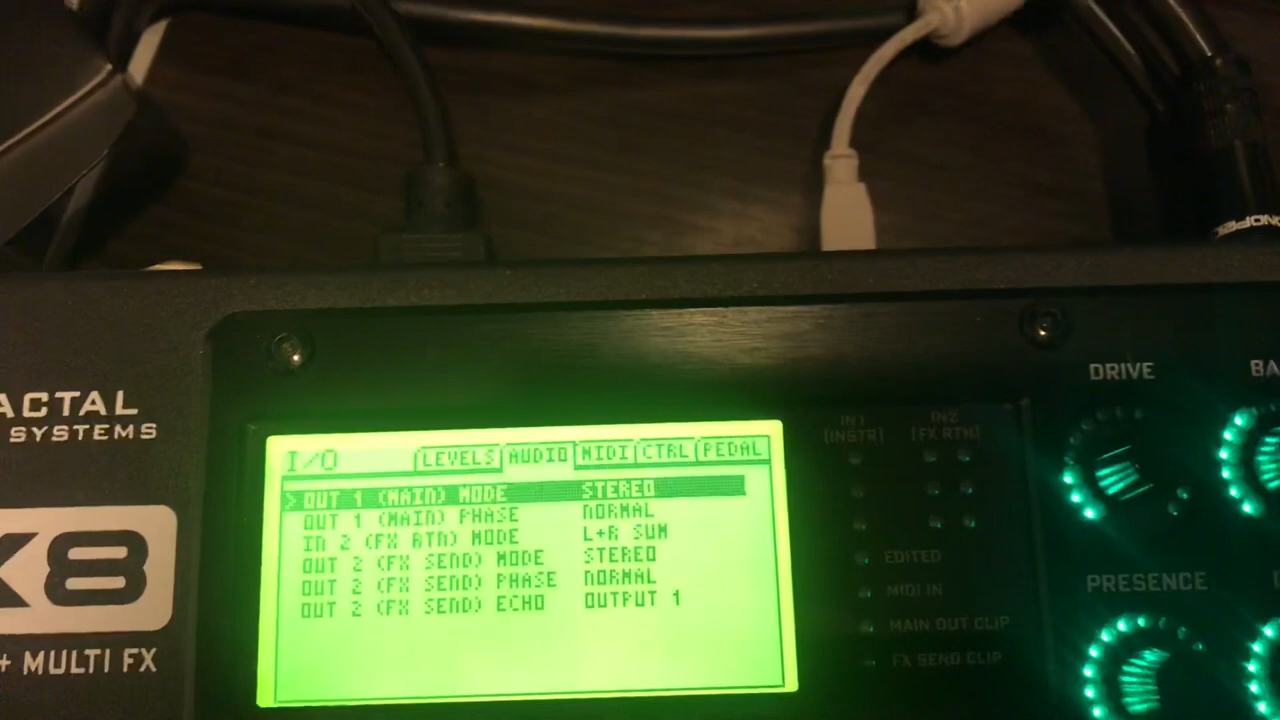 ACTAL
SYSTEMS
X8
+ MULTI FX
I/O LEVELS AUDIO MIDI CTRL PEDAL
>OUT 1 (MAIN) MODE STEREO
OUT 1 (MAIN) PHASE NORMAL
IN 2 (FX RTN) MODE L+R SUM
OUT 2 (FX SEND) MODE STEREO
OUT 2 (FX SEND) PHASE NORMAL
OUT 2 (FX SEND) ECHO OUTPUT 1
IN1 IN2
(INSTR) (FX RTN)
EDITED
MIDI IN
MAIN OUT CLIP
FX SEND CLIP
DRIVE
BA
PRESENCE